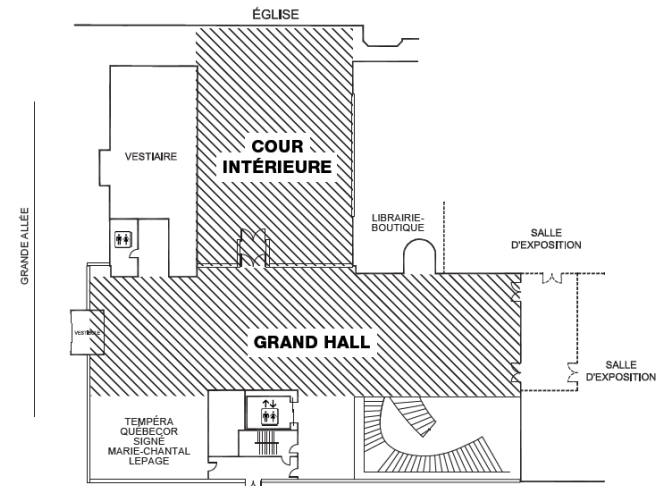 ÉGLISE
COUR
INTÉRIEURE
VESTIAIRE
GRANDE ALLÉE
LIBRAIRIE-
BOUTIQUE
SALLE
D'EXPOSITION
VESTIBULE
GRAND HALL
SALLE
D'EXPOSITION
TEMPÉRA
QUÉBECOR
SIGNÉ
MARIE-CHANTAL
LEPAGE